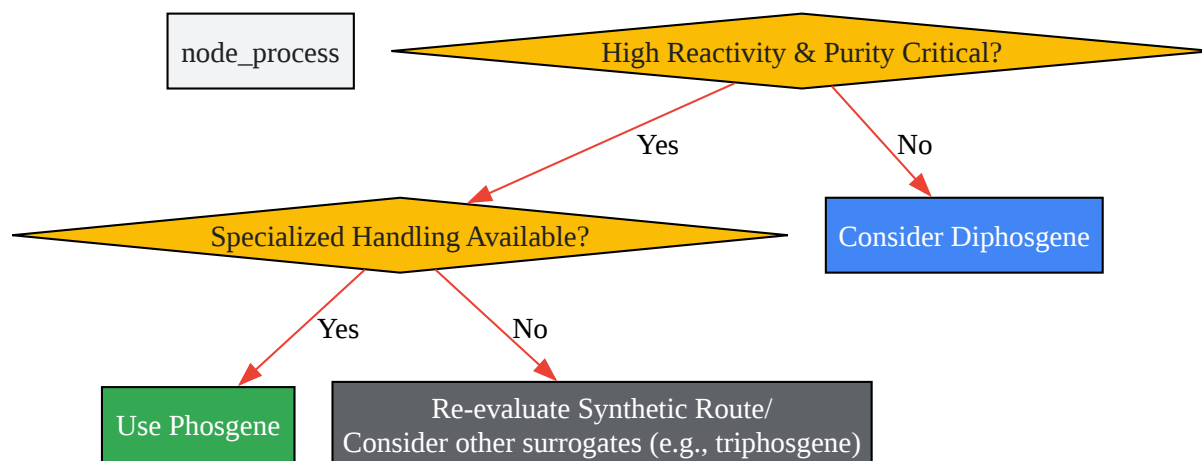 node_process
High Reactivity & Purity Critical?
Yes
No
Specialized Handling Available?
Consider Diphosgene
Yes
No
Use Phosgene
Re-evaluate Synthetic Route/
Consider other surrogates (e.g., triphosgene)